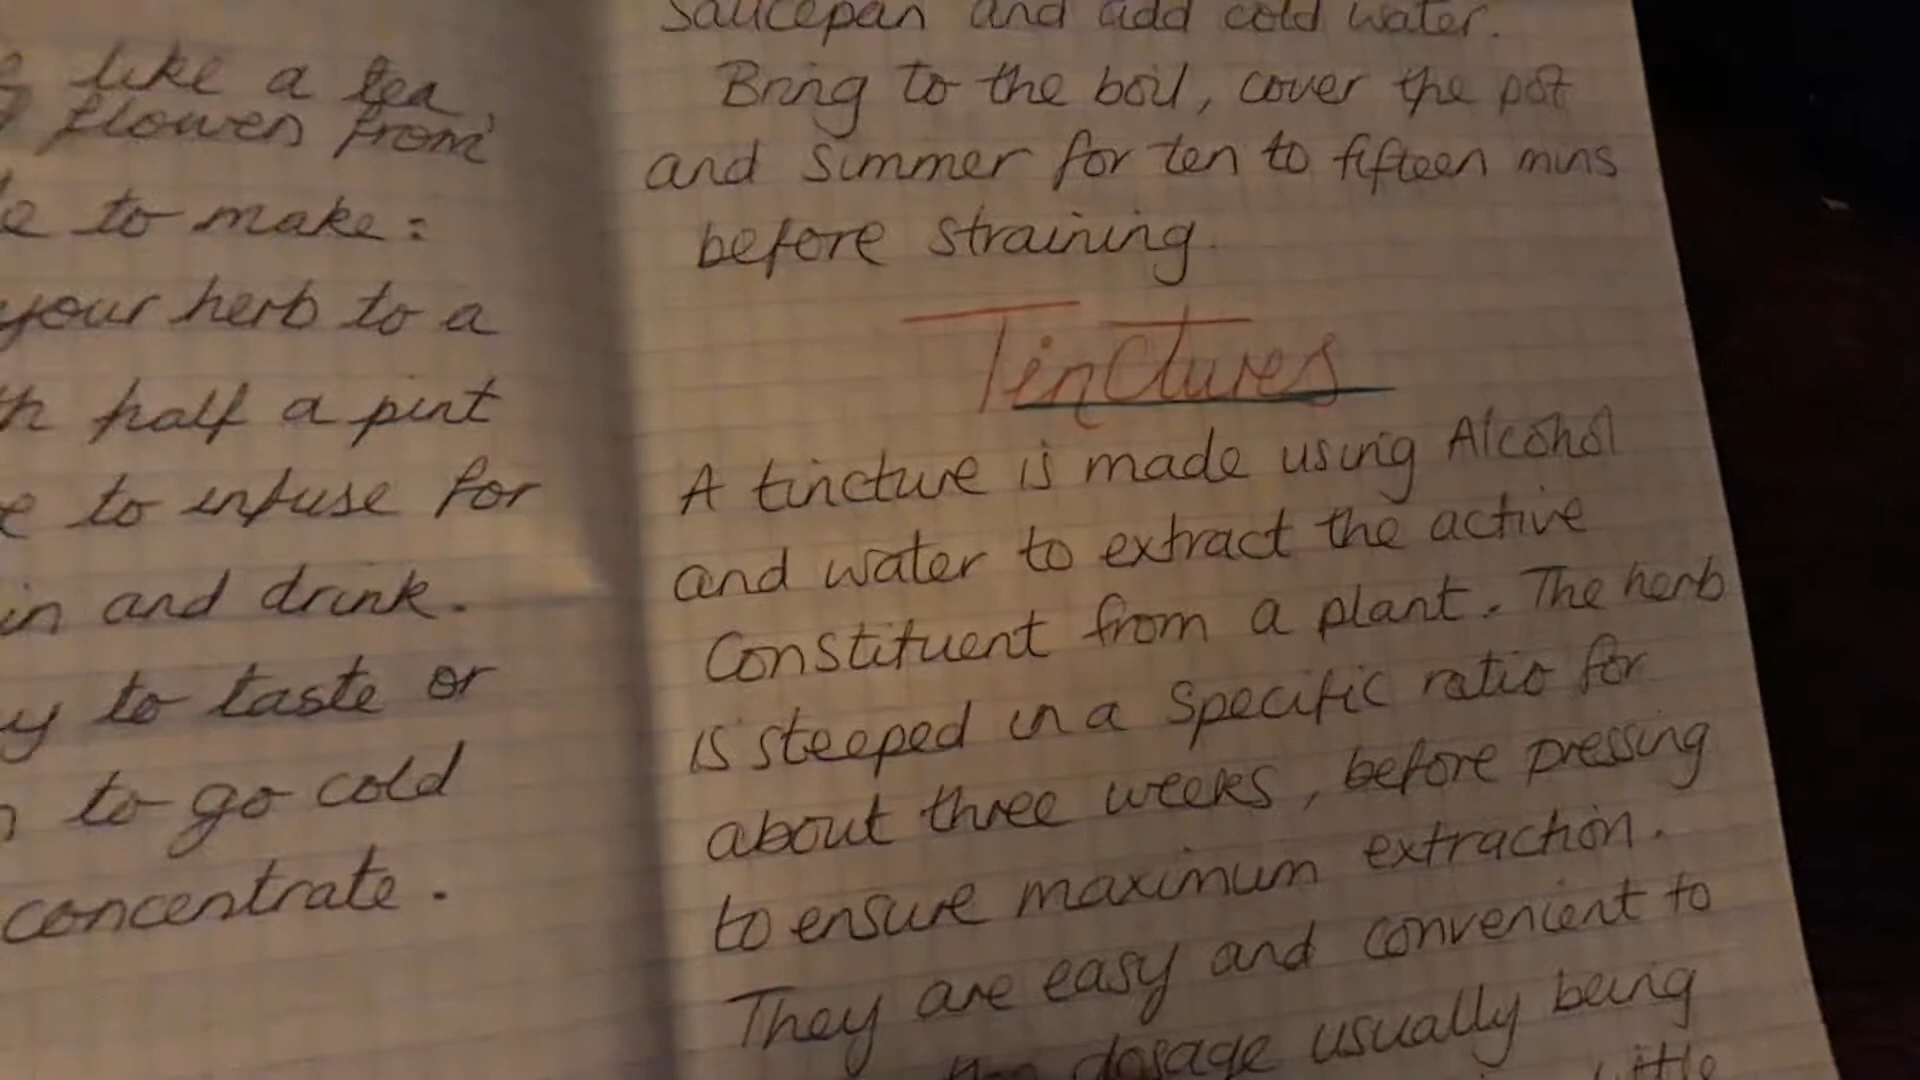 like a tea
flowers from
to make:
your herb to a
half a pint
to infuse for
and drink.
to taste or
to go cold
concentrate.
saucepan and add cold water.
Bring to the boil, cover the pot
and simmer for ten to fifteen mins
before straining.
Tinctures
A tincture is made using Alcohol
and water to extract the active
constituent from a plant. The herb
is steeped in a specific ratio for
about three weeks, before pressing
to ensure maximum extraction.
They are easy and convenient to
dosage usually being
little